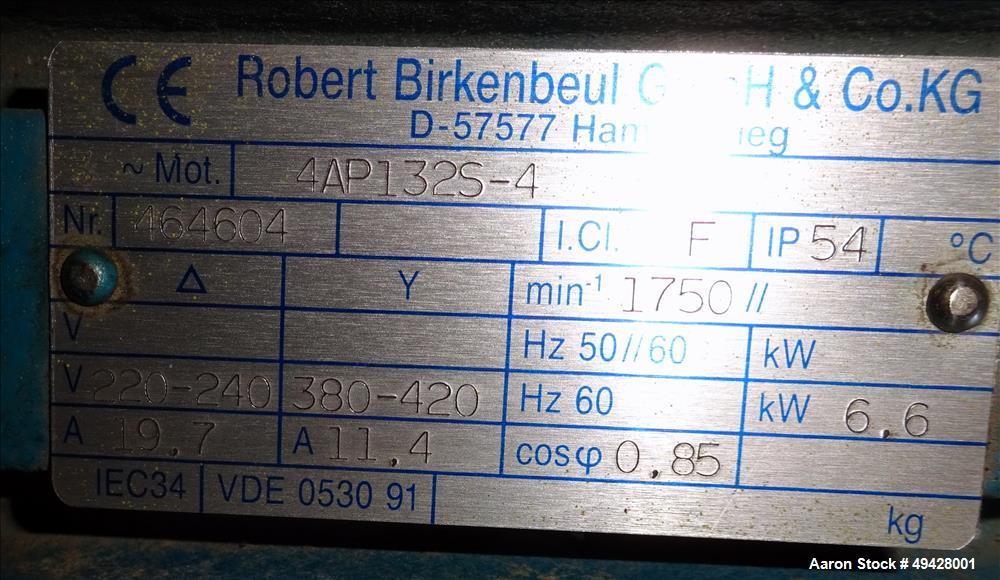 CE Robert Birkenbeul & Co.KG
D-57577
~ Mot. 4AP132S-4
Nr. 464604 I.Cl. F IP 54 °C
Δ Y min-1 1750 //
V Hz 50//60 kW
V 220-240 380-420 Hz 60 kW 6,6
A 19,7 A 11,4 cosφ 0,85
IEC34 VDE 0530 91 kg
Aaron Stock # 49428001